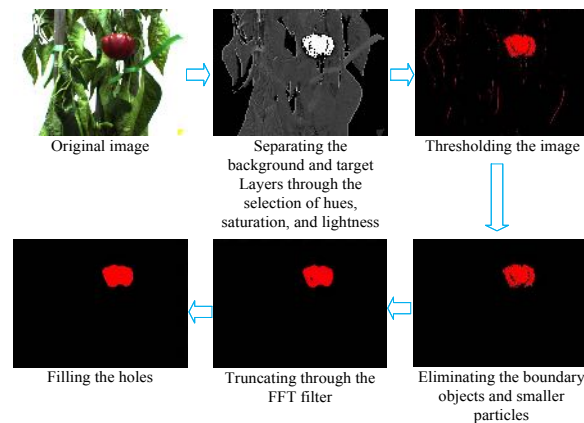 Original image
Separating the
background and target
Layers through the
selection of hues,
saturation, and lightness
Thresholding the image
Filling the holes
Truncating through the
FFT filter
Eliminating the boundary
objects and smaller
particles